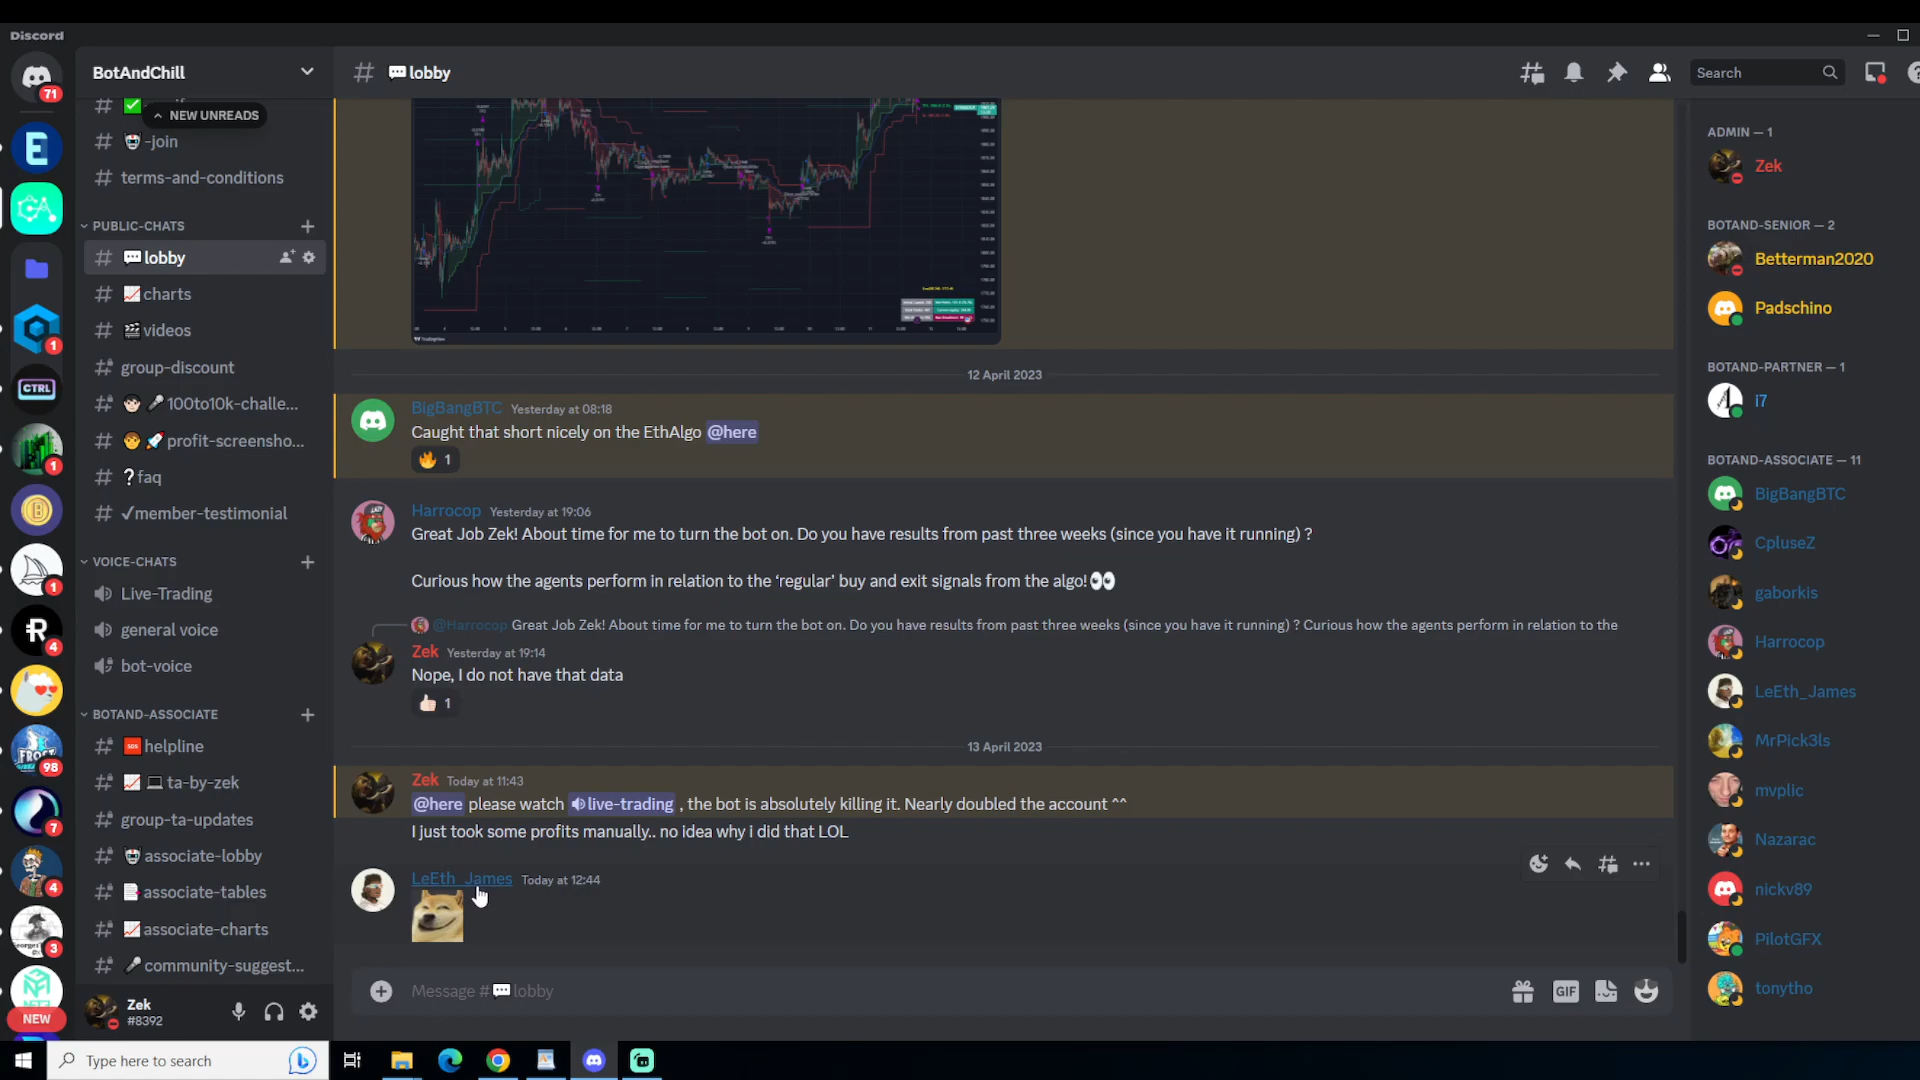 Discord
71
E
1
CTRL
1
1
R
4
98
7
4
3
NEW
BotAndChill
NEW UNREADS
-join
terms-and-conditions
PUBLIC-CHATS
lobby
charts
videos
group-discount
100to10k-challe...
profit-screensho...
faq
member-testimonial
VOICE-CHATS
Live-Trading
general voice
bot-voice
BOTAND-ASSOCIATE
helpline
ta-by-zek
group-ta-updates
associate-lobby
associate-tables
associate-charts
community-suggest...
Zek
#8392
lobby
Search
TradingView
12 April 2023
BigBangBTC Yesterday at 08:18
Caught that short nicely on the EthAlgo @here
1
Harrocop Yesterday at 19:06
Great Job Zek! About time for me to turn the bot on. Do you have results from past three weeks (since you have it running) ?
Curious how the agents perform in relation to the ‘regular' buy and exit signals from the algo!
@Harrocop Great Job Zek! About time for me to turn the bot on. Do you have results from past three weeks (since you have it running) ? Curious how the agents perform in relation to the
Zek Yesterday at 19:14
Nope, I do not have that data
1
13 April 2023
Zek Today at 11:43
@here please watch live-trading , the bot is absolutely killing it. Nearly doubled the account ^^
I just took some profits manually.. no idea why i did that LOL
LeEth_James Today at 12:44
Message # lobby
GIF
ADMIN — 1
Zek
BOTAND-SENIOR — 2
Betterman2020
Padschino
BOTAND-PARTNER — 1
i7
BOTAND-ASSOCIATE — 11
BigBangBTC
CpluseZ
gaborkis
Harrocop
LeEth_James
MrPick3ls
mvplic
Nazarac
nickv89
PilotGFX
tonytho
Type here to search